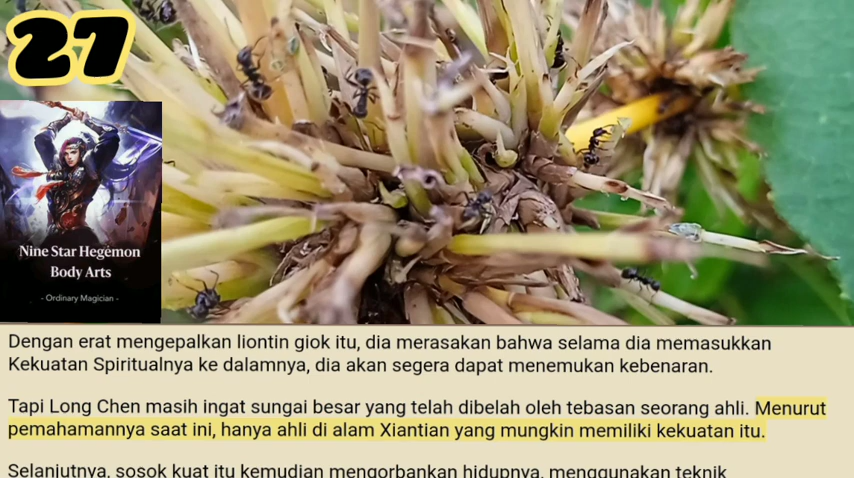 27
Nine Star Hegemon
Body Arts
- Ordinary Magician -
Dengan erat mengepalkan liontin giok itu, dia merasakan bahwa selama dia memasukkan
Kekuatan Spiritualnya ke dalamnya, dia akan segera dapat menemukan kebenaran.
Tapi Long Chen masih ingat sungai besar yang telah dibelah oleh tebasan seorang ahli. Menurut
pemahamannya saat ini, hanya ahli di alam Xiantian yang mungkin memiliki kekuatan itu.
Selanjutnya, sosok kuat itu kemudian mengorbankan hidupnya, menggunakan teknik